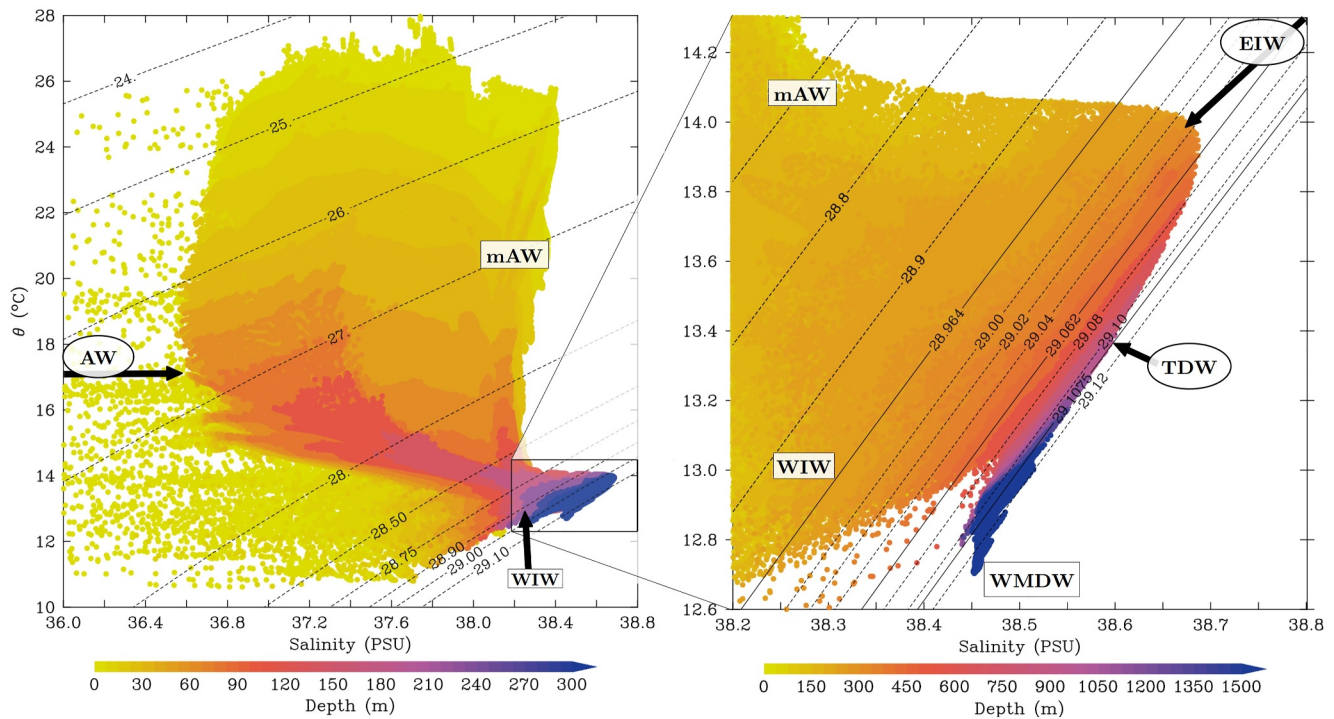 28
26
24
22
20
18
16
14
12
10
θ (°C)
24.
25.
26.
27.
28.
28.50
28.75
28.90
29.00
29.10
mAW
AW
WIW
36.0 36.4 36.8 37.2 37.6 38.0 38.4 38.8
Salinity (PSU)
0 30 60 90 120 150 180 210 240 270 300
Depth (m)
14.2
14.0
13.8
13.6
13.4
13.2
13.0
12.8
12.6
mAW
EIW
28.8
28.9
28.964
29.00
29.02
29.04
29.062
29.08
29.10
29.1075
29.12
TDW
WIW
WMDW
38.2 38.3 38.4 38.5 38.6 38.7 38.8
Salinity (PSU)
0 150 300 450 600 750 900 1050 1200 1350 1500
Depth (m)